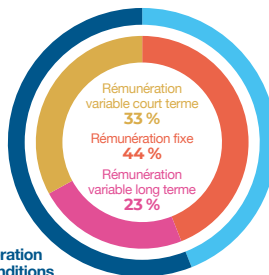 Rémunération
variable court terme
33 %
Rémunération fixe
44 %
Rémunération
variable long terme
23 %